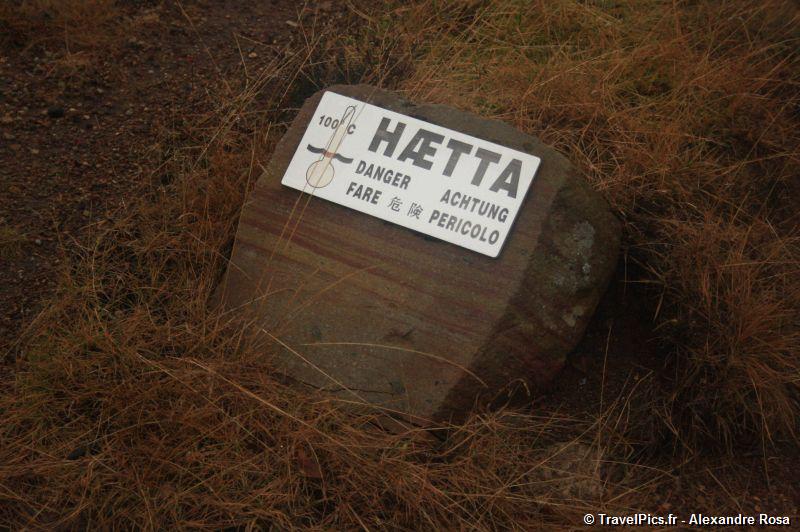 100°C
HÆTTA
DANGER ACHTUNG
FARE 危険 PERICOLO
© TravelPics.fr - Alexandre Rosa